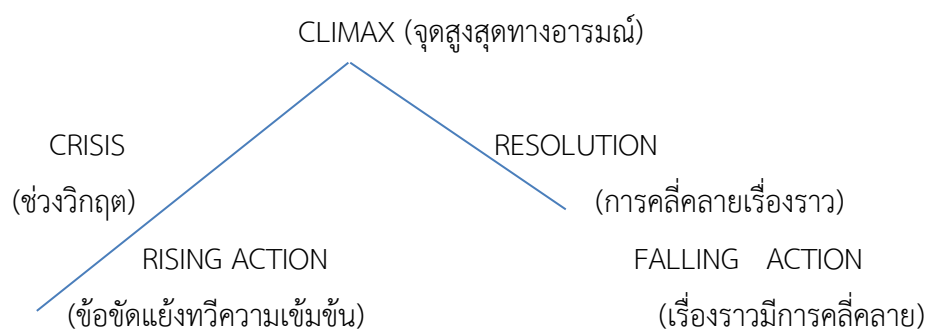 CLIMAX (จุดสูงสุดทางอารมณ์)
CRISIS
RESOLUTION
(ช่วงวิกฤต)
(การคลี่คลายเรื่องราว)
RISING ACTION
FALLING ACTION
(ข้อขัดแย้งทวีความเข้มข้น)
(เรื่องราวมีการคลี่คลาย)